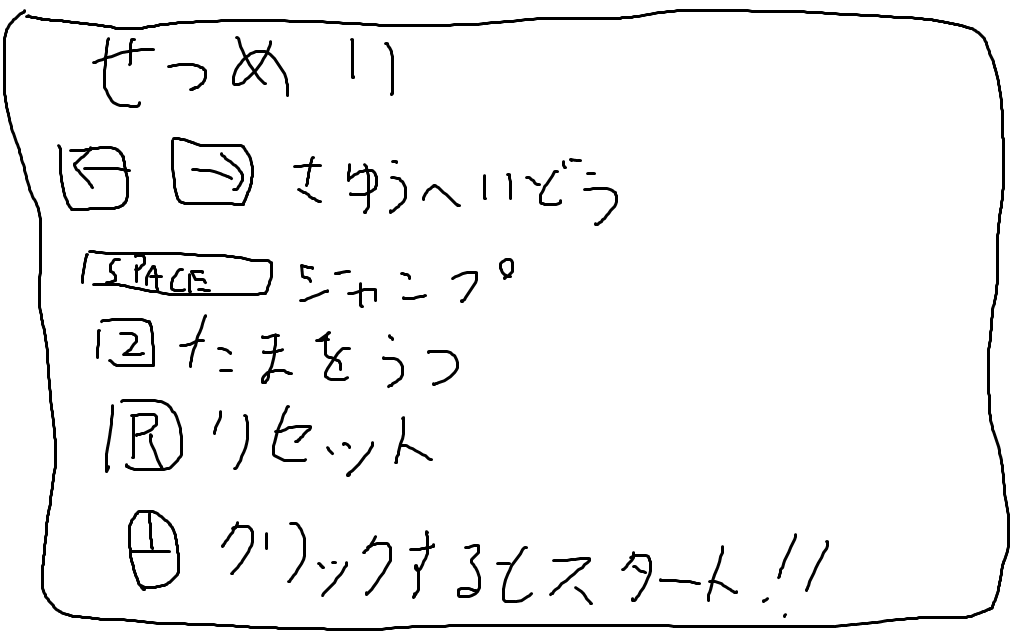 せつめい
← → さゆうへいどう
SPACE ジャンプ
2 たまをうつ
R リセット
クリックするとスタート!!